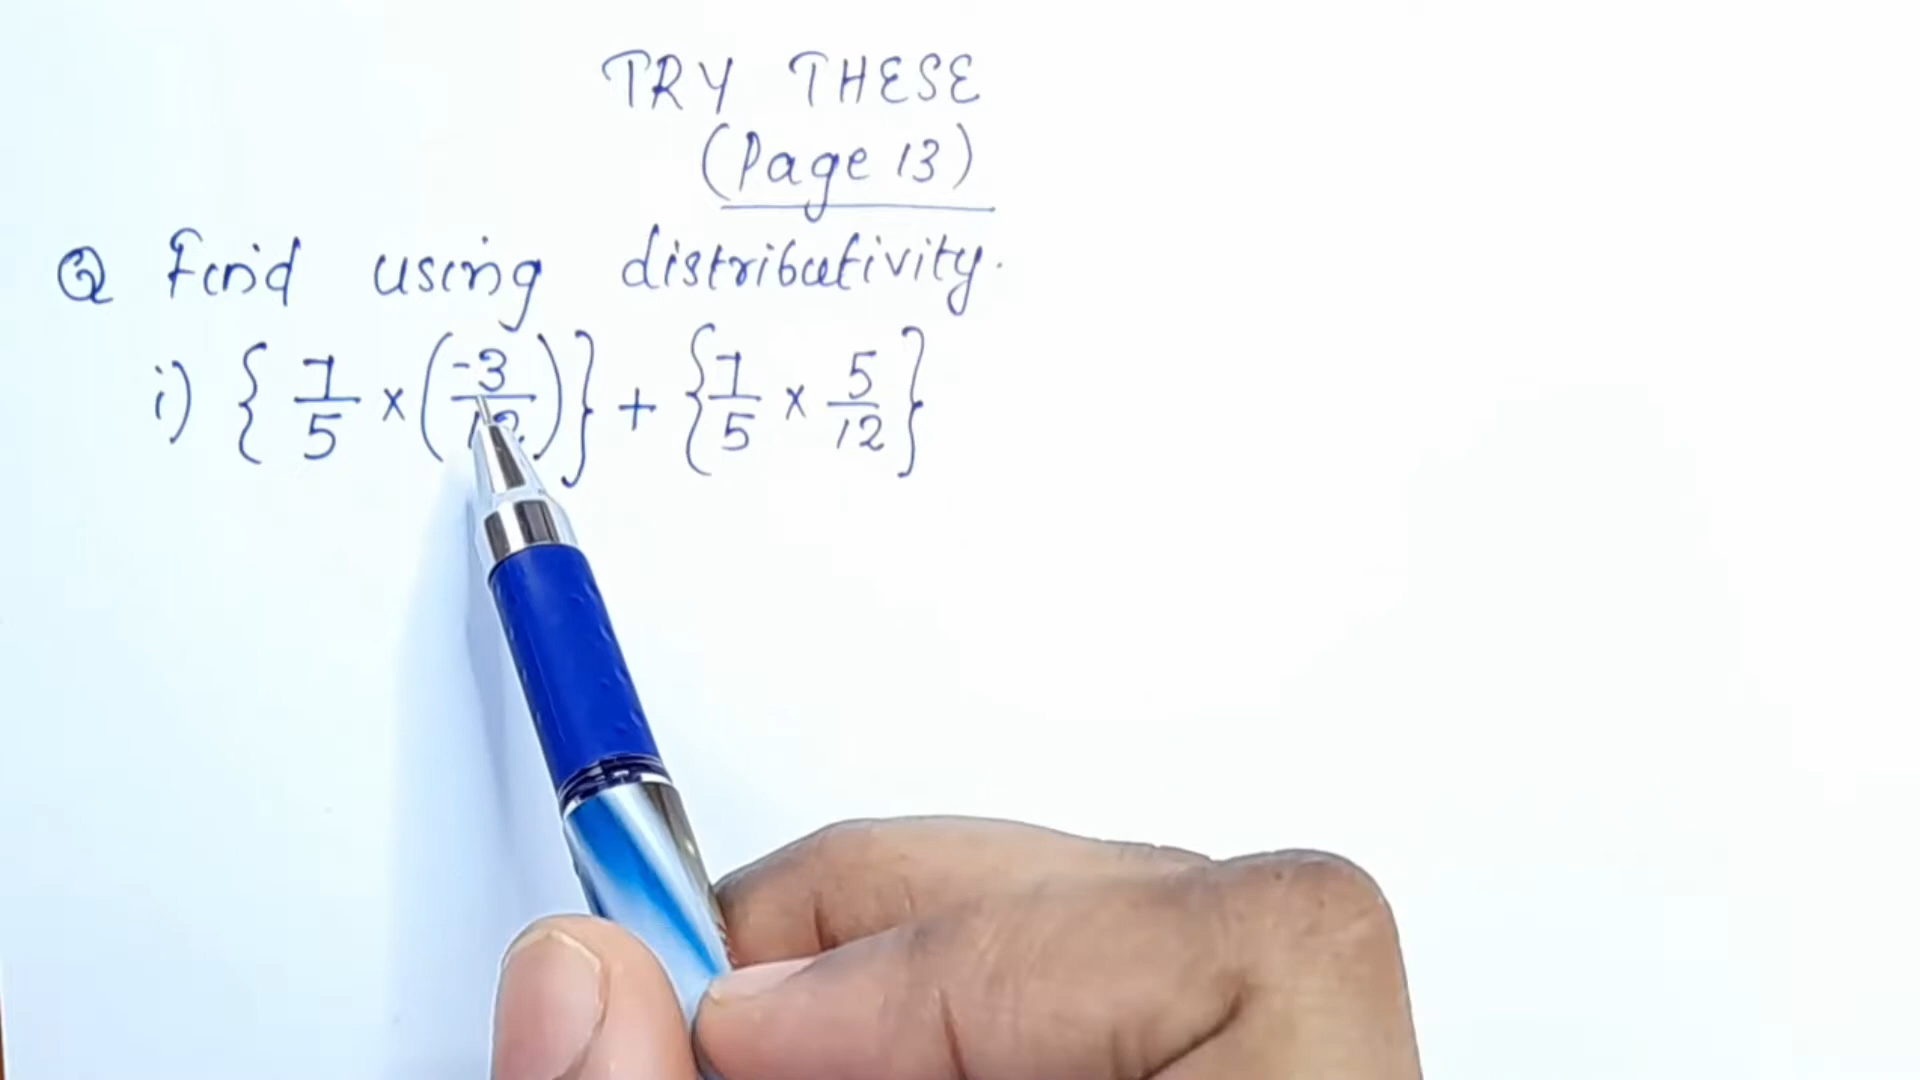 TRY THESE
(Page 13)
Q Find using distributivity.
i) { 7/5 × (-3/12) } + { 7/5 × 5/12 }